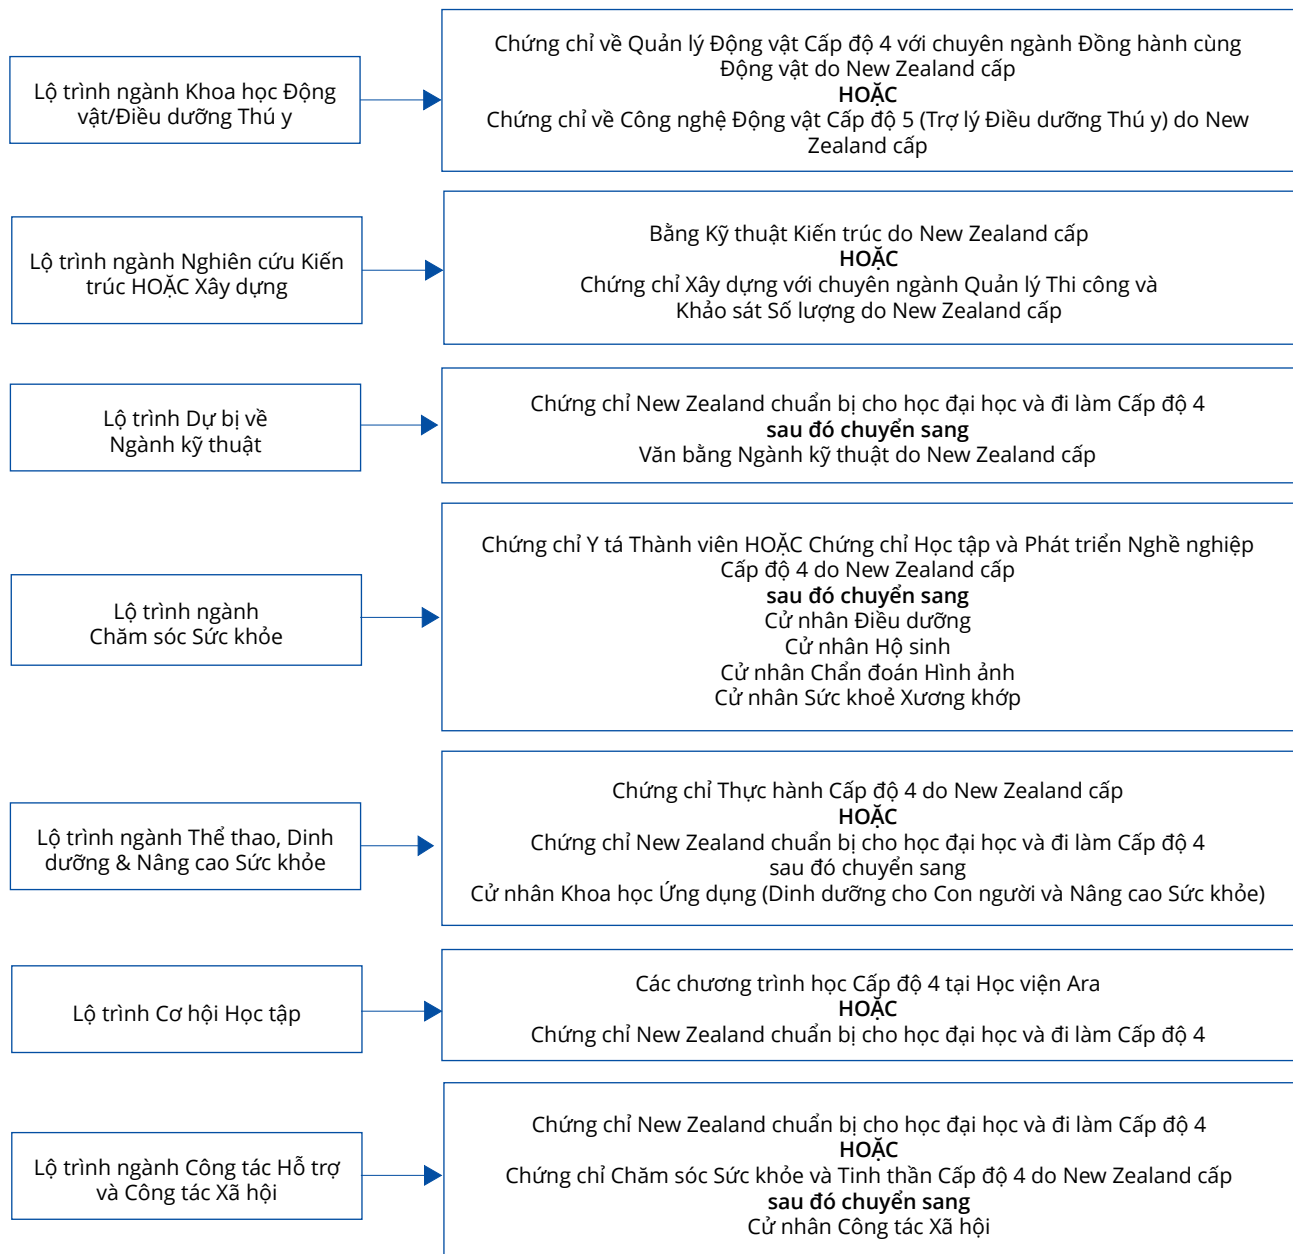 Lộ trình ngành Khoa học Động
vật/Điều dưỡng Thú y
Chứng chỉ về Quản lý Động vật Cấp độ 4 với chuyên ngành Đồng hành cùng
Động vật do New Zealand cấp
HOẶC
Chứng chỉ về Công nghệ Động vật Cấp độ 5 (Trợ lý Điều dưỡng Thú y) do New
Zealand cấp
Lộ trình ngành Nghiên cứu Kiến
trúc HOẶC Xây dựng
Bằng Kỹ thuật Kiến trúc do New Zealand cấp
HOẶC
Chứng chỉ Xây dựng với chuyên ngành Quản lý Thi công và
Khảo sát Số lượng do New Zealand cấp
Lộ trình Dự bị về
Ngành kỹ thuật
Chứng chỉ New Zealand chuẩn bị cho học đại học và đi làm Cấp độ 4
sau đó chuyển sang
Văn bằng Ngành kỹ thuật do New Zealand cấp
Lộ trình ngành
Chăm sóc Sức khỏe
Chứng chỉ Y tá Thành viên HOẶC Chứng chỉ Học tập và Phát triển Nghề nghiệp
Cấp độ 4 do New Zealand cấp
sau đó chuyển sang
Cử nhân Điều dưỡng
Cử nhân Hộ sinh
Cử nhân Chẩn đoán Hình ảnh
Cử nhân Sức khoẻ Xương khớp
Lộ trình ngành Thể thao, Dinh
dưỡng & Nâng cao Sức khỏe
Chứng chỉ Thực hành Cấp độ 4 do New Zealand cấp
HOẶC
Chứng chỉ New Zealand chuẩn bị cho học đại học và đi làm Cấp độ 4
sau đó chuyển sang
Cử nhân Khoa học Ứng dụng (Dinh dưỡng cho Con người và Nâng cao Sức khỏe)
Lộ trình Cơ hội Học tập
Các chương trình học Cấp độ 4 tại Học viện Ara
HOẶC
Chứng chỉ New Zealand chuẩn bị cho học đại học và đi làm Cấp độ 4
Lộ trình ngành Công tác Hỗ trợ
và Công tác Xã hội
Chứng chỉ New Zealand chuẩn bị cho học đại học và đi làm Cấp độ 4
HOẶC
Chứng chỉ Chăm sóc Sức khỏe và Tinh thần Cấp độ 4 do New Zealand cấp
sau đó chuyển sang
Cử nhân Công tác Xã hội